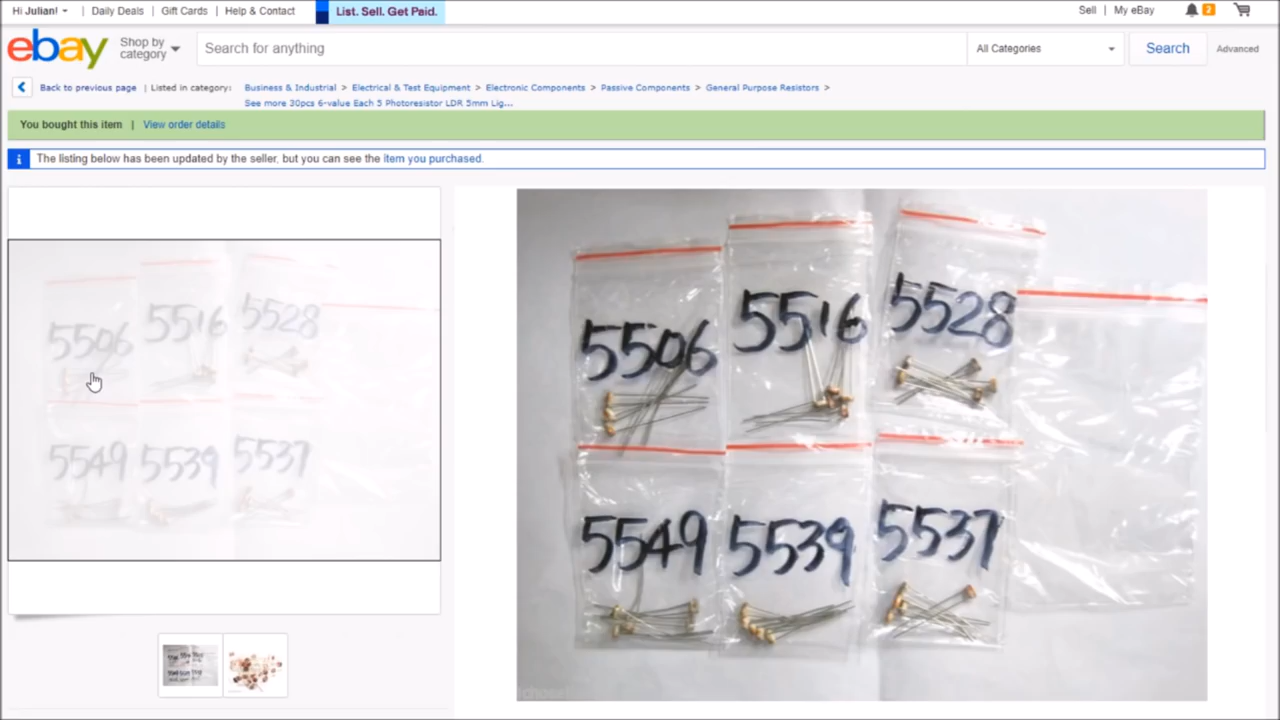 Hi Julian!
Daily Deals
Gift Cards
Help & Contact
List. Sell. Get Paid.
Sell
My eBay
2
ebay
Shop by category
Search for anything
All Categories
Search
Advanced
Back to previous page | Listed in category:
Business & Industrial > Electrical & Test Equipment > Electronic Components > Passive Components > General Purpose Resistors >
See more 30pcs 6-value Each 5 Photoresistor LDR 5mm Lig...
You bought this item | View order details
i The listing below has been updated by the seller, but you can see the item you purchased.
5506 5516 5528
5549 5539 5537
5506 5516 5528
5549 5539 5537